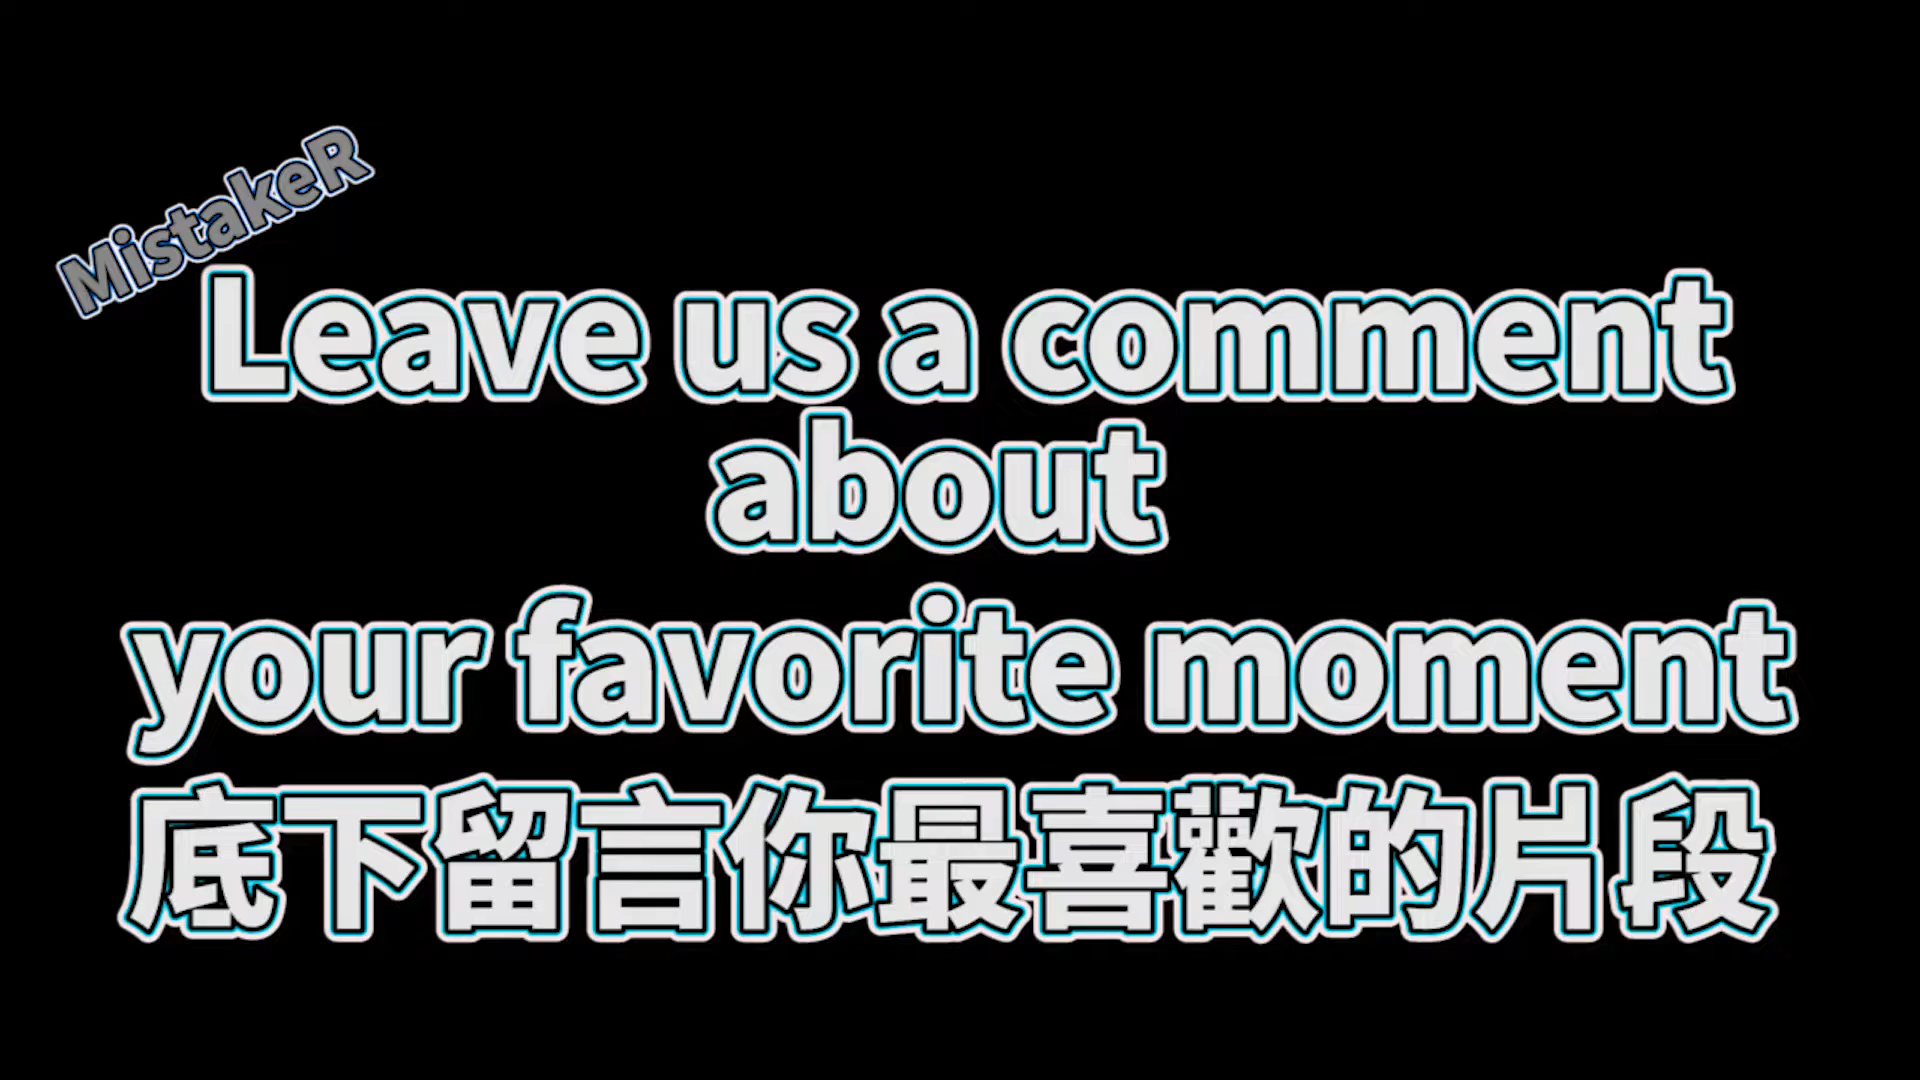 MistakeR
Leave us a comment
about
your favorite moment
底下留言你最喜歡的片段